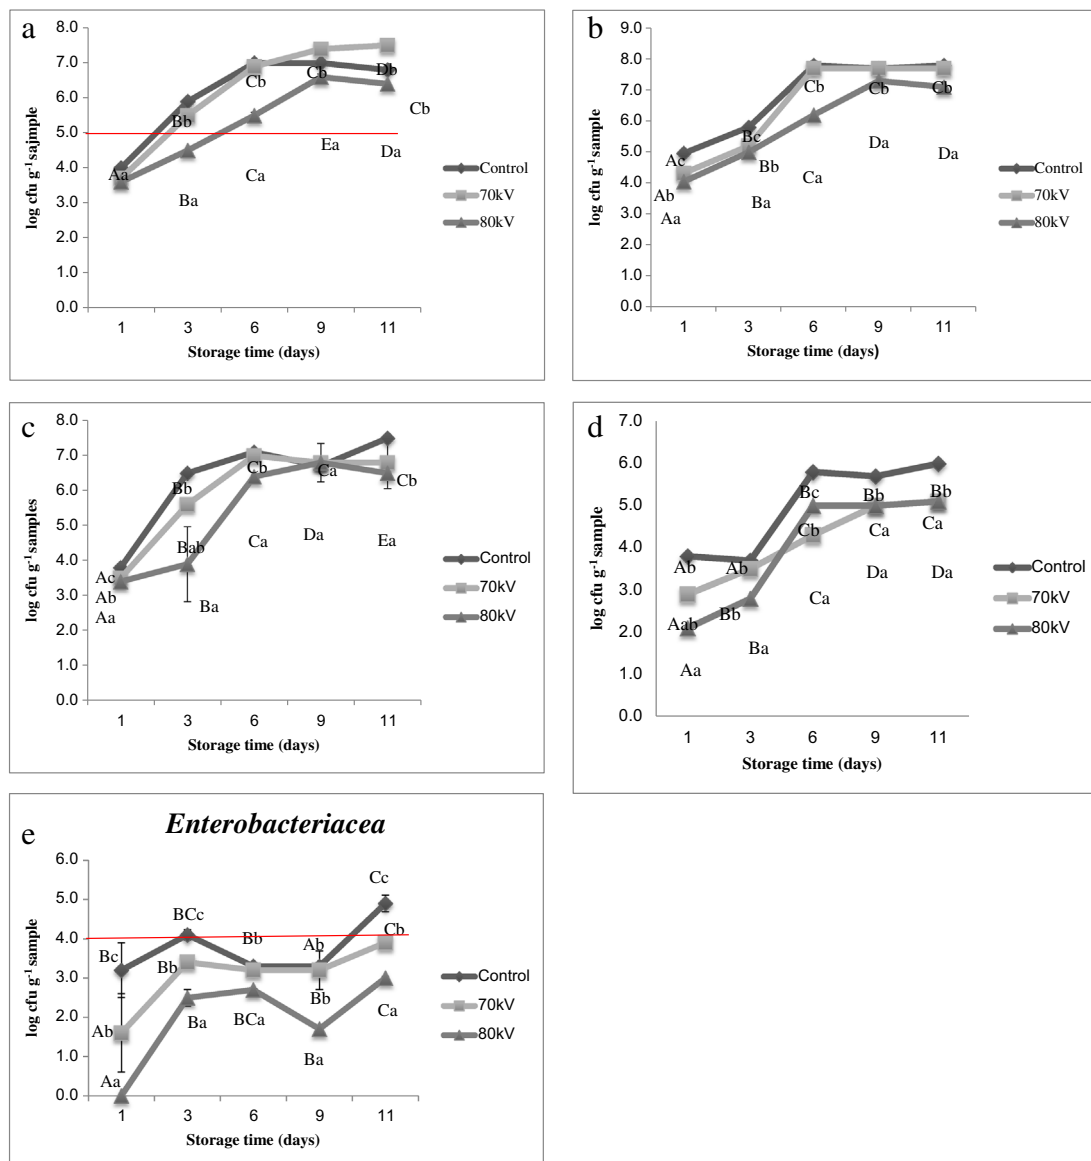 a
8.0
7.0
6.0
5.0
4.0
3.0
2.0
1.0
0.0
log cfu g-1 sajmple
Aa
Bb
Ba
Cb
Ca
Cb
Ea
Db
Cb
Da
1 3 6 9 11
Storage time (days)
Control
70kV
80kV
b
9.0
8.0
7.0
6.0
5.0
4.0
3.0
2.0
1.0
0.0
log cfu g-1 sample
Ac
Ab
Aa
Bc
Bb
Ba
Cb
Ca
Cb
Da
Cb
Da
1 3 6 9 11
Storage time (days)
Control
70kV
80kV
c
8.0
7.0
6.0
5.0
4.0
3.0
2.0
1.0
0.0
log cfu g-1 samples
Ac
Ab
Aa
Bb
Bab
Ba
Cb
Ca
Ca
Da
Cb
Ea
1 3 6 9 11
Storage time (days)
Control
70kV
80kV
d
7.0
6.0
5.0
4.0
3.0
2.0
1.0
0.0
log cfu g-1 sample
Ab
Aab
Aa
Ab
Bb
Ba
Bc
Cb
Ca
Bb
Ca
Da
Bb
Ca
Da
1 3 6 9 11
Storage time (days)
Control
70kV
80kV
e
Enterobacteriacea
6.0
5.0
4.0
3.0
2.0
1.0
0.0
log cfu g-1 sample
Bc
Ab
Aa
BCc
Bb
Ba
Bb
BCa
Ab
Bb
Ba
Cc
Cb
Ca
1 3 6 9 11
Storage time (days)
Control
70kV
80kV